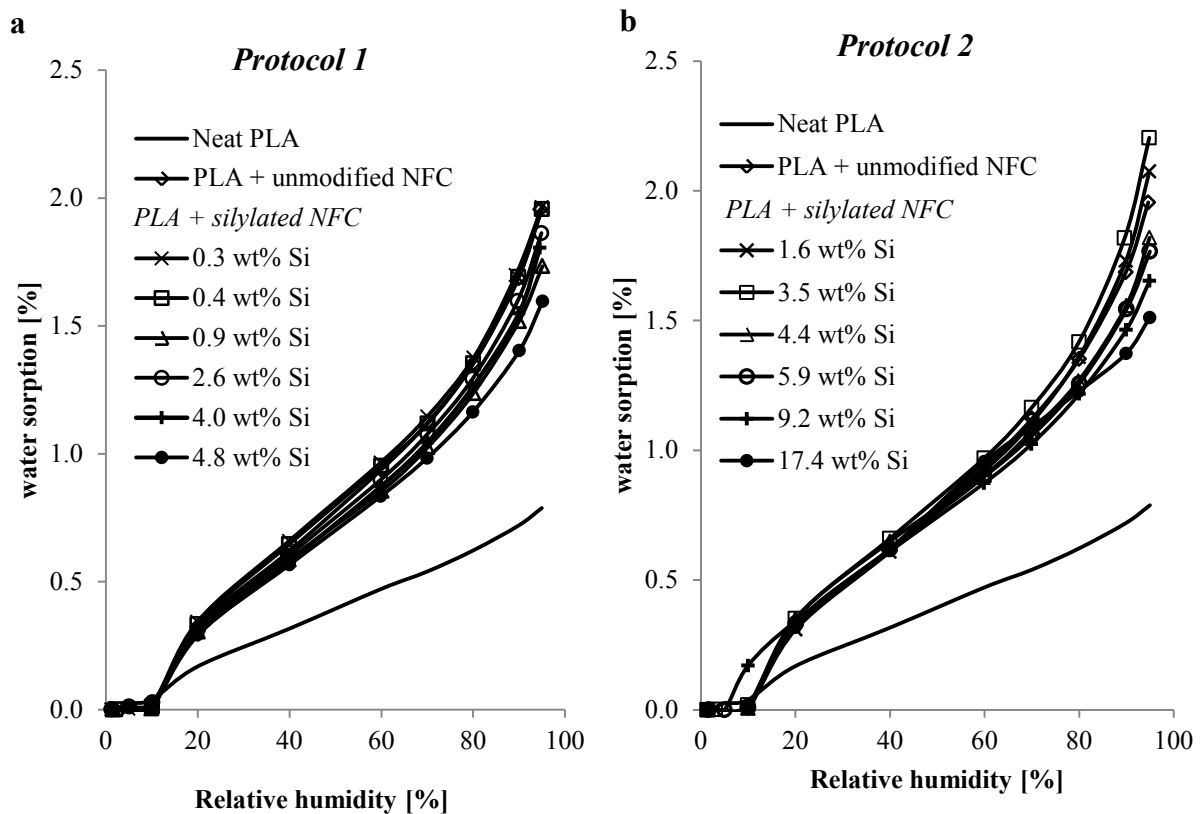 a
Protocol 1
2.5
2.0
1.5
1.0
0.5
0.0
water sorption [%]
Neat PLA
PLA + unmodified NFC
PLA + silylated NFC
0.3 wt% Si
0.4 wt% Si
0.9 wt% Si
2.6 wt% Si
4.0 wt% Si
4.8 wt% Si
0 20 40 60 80 100
Relative humidity [%]
b
Protocol 2
2.5
2.0
1.5
1.0
0.5
0.0
water sorption [%]
Neat PLA
PLA + unmodified NFC
PLA + silylated NFC
1.6 wt% Si
3.5 wt% Si
4.4 wt% Si
5.9 wt% Si
9.2 wt% Si
17.4 wt% Si
0 20 40 60 80 100
Relative humidity [%]